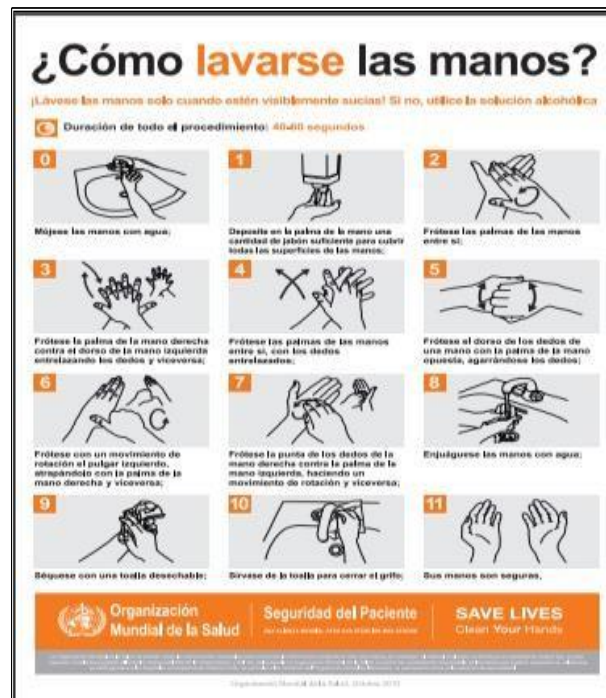 ¿Cómo lavarse las manos?
¡Lávese las manos solo cuando estén visiblemente sucias! Si no, utilice la solución alcohólica
Duración de todo el procedimiento: 40-60 segundos
0
Mójese las manos con agua;
1
Deposite en la palma de la mano una
cantidad de jabón suficiente para cubrir
todas las superficies de las manos;
2
Frótese las palmas de las manos
entre sí;
3
Frótese la palma de la mano derecha
contra el dorso de la mano izquierda
entrelazando los dedos y viceversa;
4
Frótese las palmas de las manos
entre sí, con los dedos
entrelazados;
5
Frótese el dorso de los dedos de
una mano con la palma de la mano
opuesta, agarrándose los dedos;
6
Frótese con un movimiento de
rotación el pulgar izquierdo,
atrapándolo con la palma de la
mano derecha y viceversa;
7
Frótese la punta de los dedos de la
mano derecha contra la palma de la
mano izquierda, haciendo un
movimiento de rotación y viceversa;
8
Enjuáguese las manos con agua;
9
Séquese con una toalla desechable;
10
Sírvase de la toalla para cerrar el grifo;
11
Sus manos son seguras.
Organización
Mundial de la Salud
Seguridad del Paciente
SAVE LIVES
Clean Your Hands
Organización Mundial de la Salud, Octubre 2010